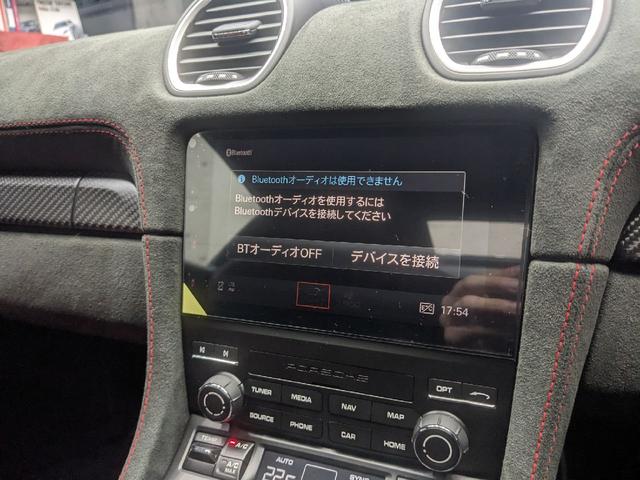 Bluetooth
Bluetoothオーディオは使用できません
Bluetoothオーディオを使用するには
Bluetoothデバイスを接続してください
BTオーディオOFF
デバイスを接続
17:54
PORSCHE
TUNER
MEDIA
NAV
MAP
OPT
SOURCE
PHONE
CAR
HOME
TEMP
A/C
A/C
MAX
AUTO
SYNC